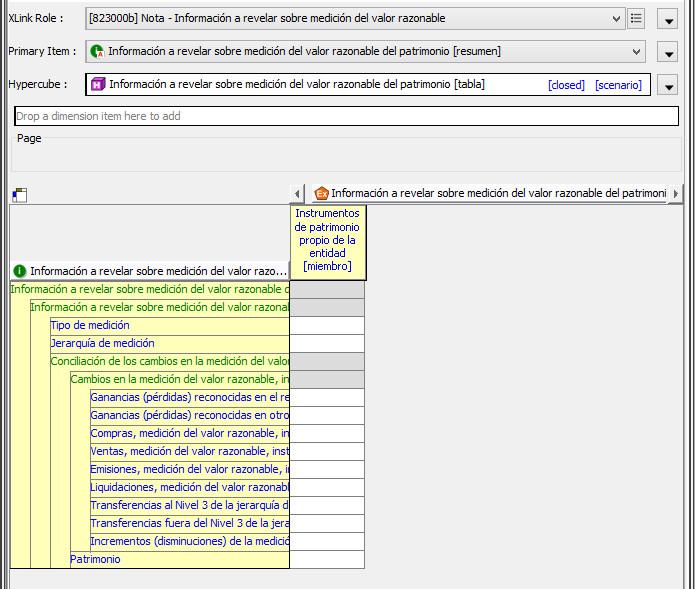 XLink Role : [823000b] Nota - Información a revelar sobre medición del valor razonable
Primary Item : Información a revelar sobre medición del valor razonable del patrimonio [resumen]
Hypercube : Información a revelar sobre medición del valor razonable del patrimonio [tabla] [closed] [scenario]
Drop a dimension item here to add
Page
Ex Información a revelar sobre medición del valor razonable del patrimoni
Instrumentos
de patrimonio
propio de la
entidad
[miembro]
Información a revelar sobre medición del valor razo...
Información a revelar sobre medición del valor razonable d
Información a revelar sobre medición del valor razonal
Tipo de medición
Jerarquía de medición
Conciliación de los cambios en la medición del valor
Cambios en la medición del valor razonable, in
Ganancias (pérdidas) reconocidas en el re
Ganancias (pérdidas) reconocidas en otro
Compras, medición del valor razonable, in
Ventas, medición del valor razonable, inst
Emisiones, medición del valor razonable, i
Liquidaciones, medición del valor razonabl
Transferencias al Nivel 3 de la jerarquía d
Transferencias fuera del Nivel 3 de la jera
Incrementos (disminuciones) de la medició
Patrimonio